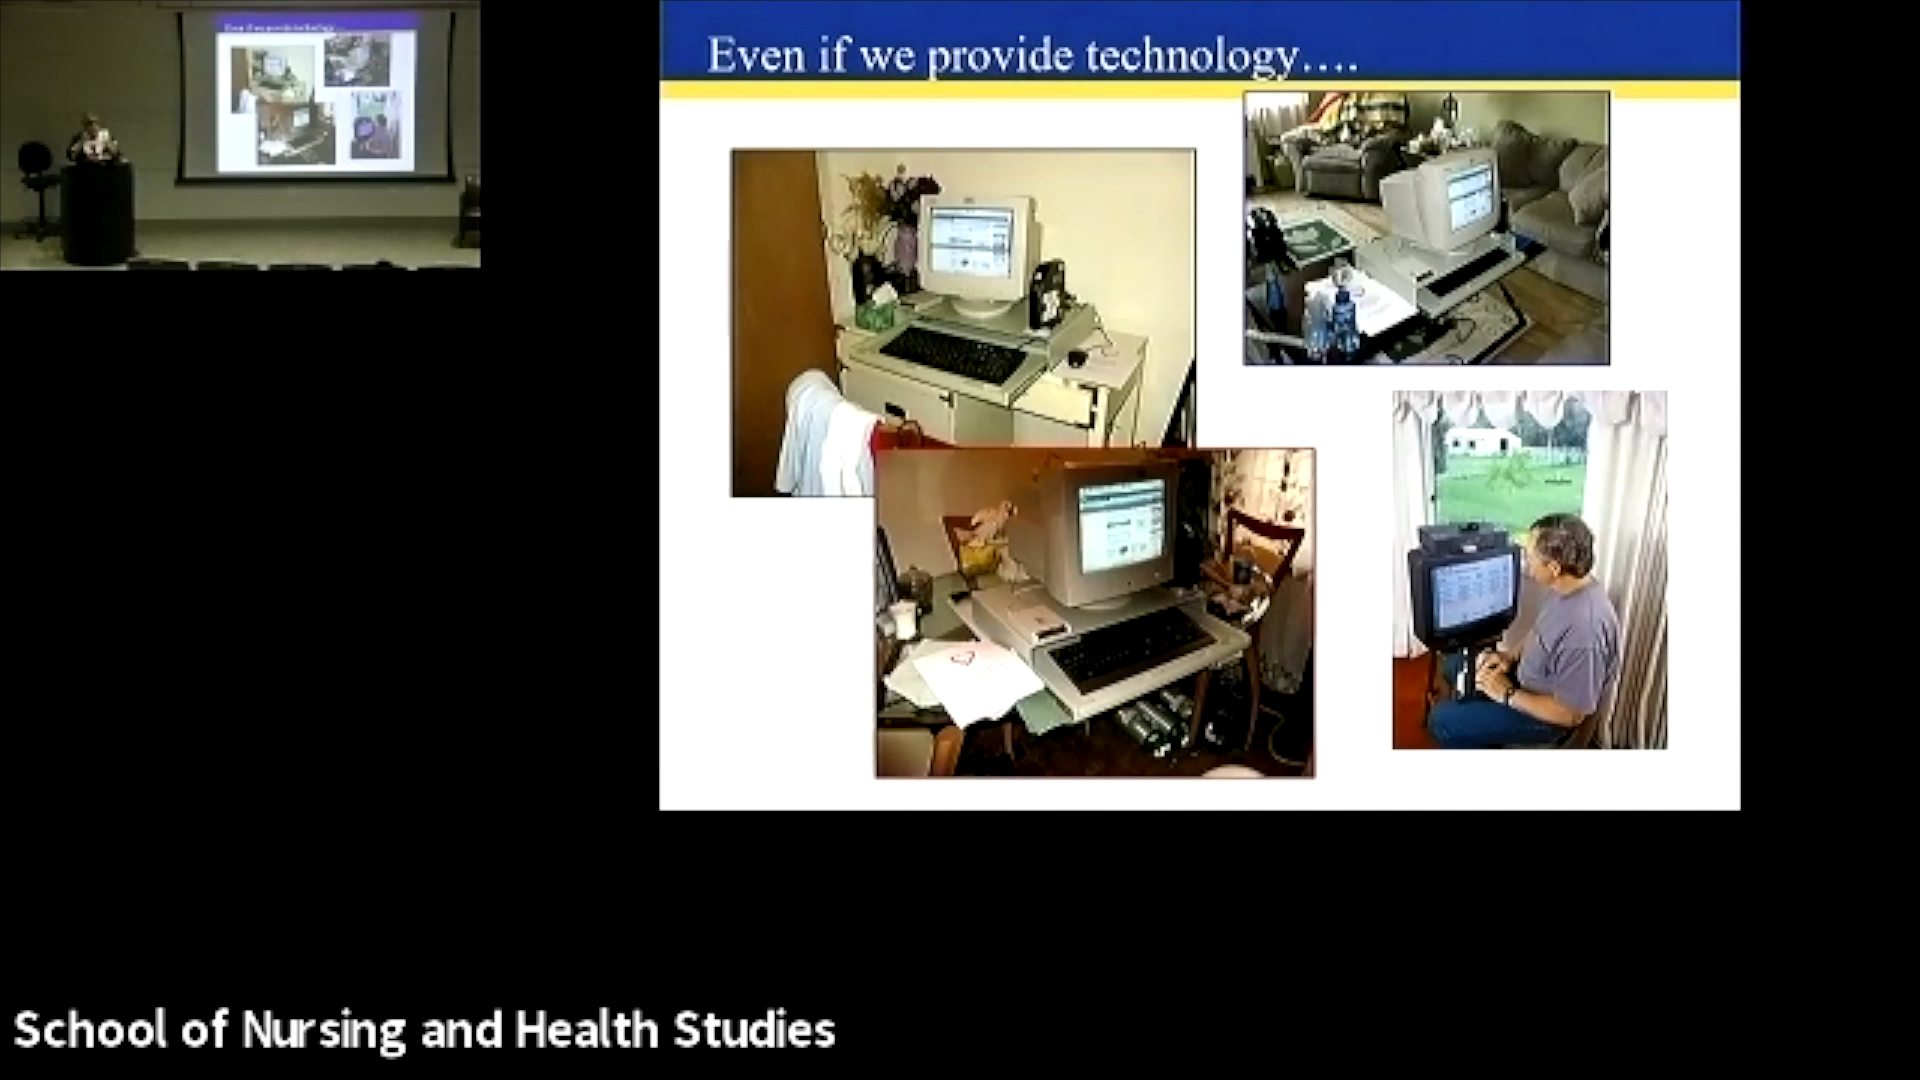 Even if we provide technology....
School of Nursing and Health Studies